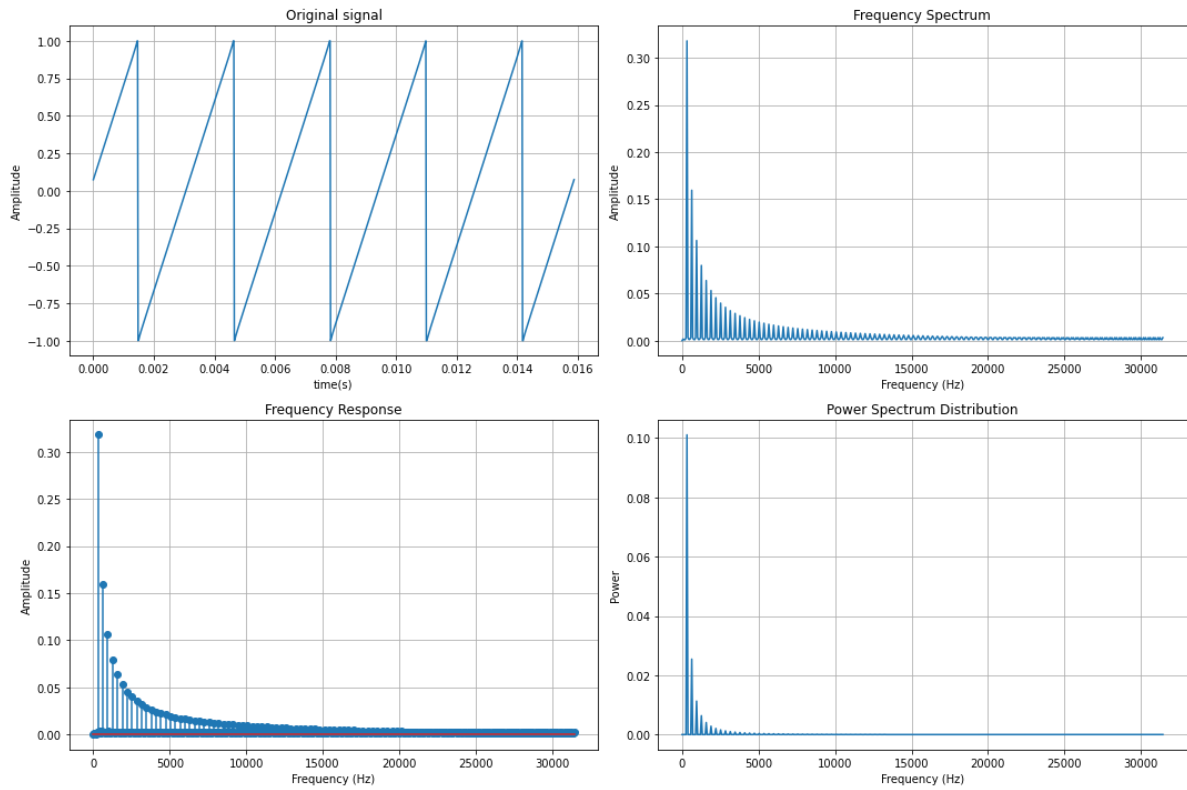 Original signal
1.00
0.75
0.50
0.25
0.00
−0.25
−0.50
−0.75
−1.00
Amplitude
0.000 0.002 0.004 0.006 0.008 0.010 0.012 0.014 0.016
time(s)
Frequency Spectrum
0.30
0.25
0.20
0.15
0.10
0.05
0.00
Amplitude
0 5000 10000 15000 20000 25000 30000
Frequency (Hz)
Frequency Response
0.30
0.25
0.20
0.15
0.10
0.05
0.00
Amplitude
0 5000 10000 15000 20000 25000 30000
Frequency (Hz)
Power Spectrum Distribution
0.10
0.08
0.06
0.04
0.02
0.00
Power
0 5000 10000 15000 20000 25000 30000
Frequency (Hz)